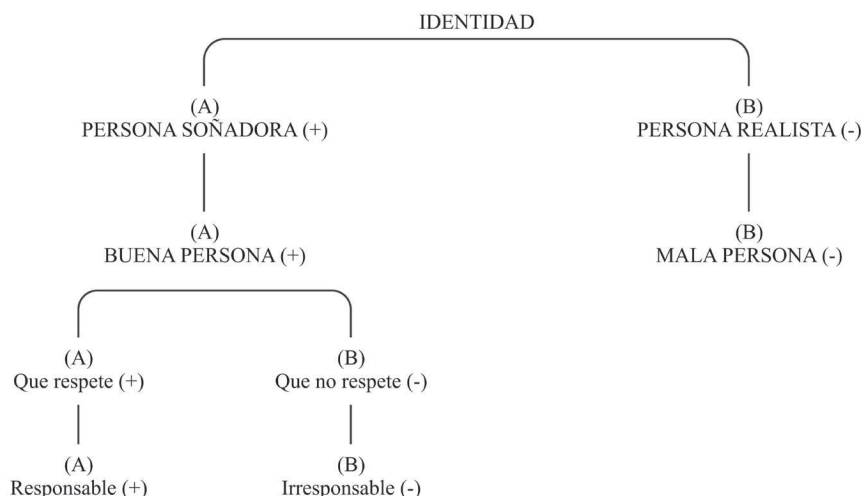 IDENTIDAD
(A)
PERSONA SOÑADORA (+)
(B)
PERSONA REALISTA (-)
(A)
BUENA PERSONA (+)
(B)
MALA PERSONA (-)
(A)
Que respete (+)
(B)
Que no respete (-)
(A)
Responsable (+)
(B)
Irresponsable (-)